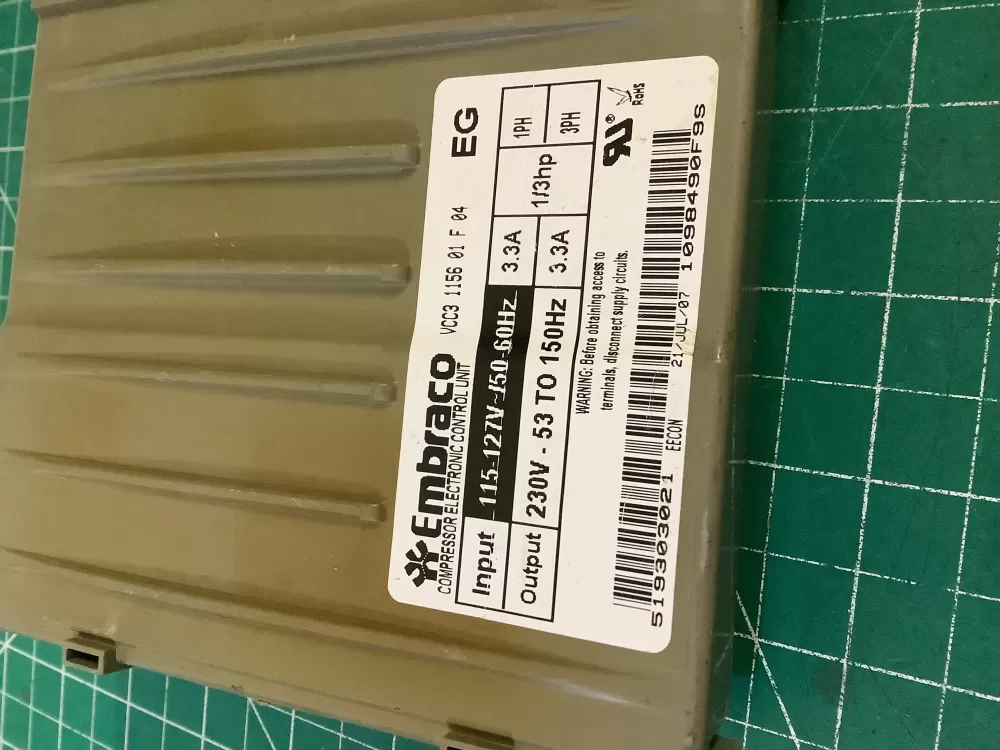 Embraco VCC3 1156 01 F 04 EG
COMPRESSOR ELECTRONIC CONTROL UNIT
Input 115-127V~/50-60Hz 3.3A 1/3hp 1PH
Output 230V - 53 TO 150Hz 3.3A 3PH
WARNING: Before obtaining access to
terminals, disconnect supply circuits.
RU® RoHS
519303021 EECON 21/JUL/07 1098490F9S